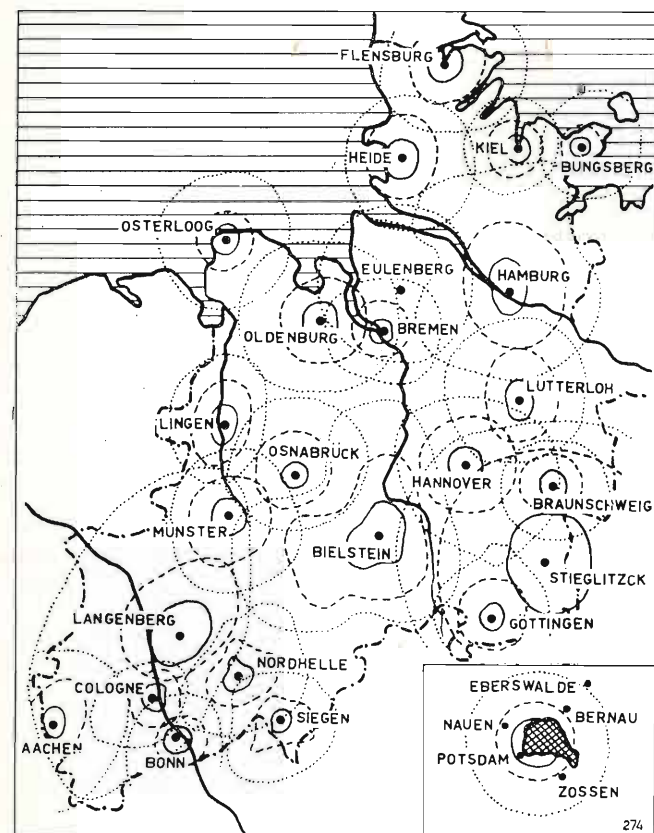 FLENSBURG
HEIDE
KIEL
BUNGSBERG
OSTERLOOG
EULENBERG
HAMBURG
OLDENBURG
BREMEN
LUTTERLOH
LINGEN
OSNABRUCK
HANNOVER
BRAUNSCHWEIG
MUNSTER
BIELSTEIN
STIEGLITZCK
GOTTINGEN
LANGENBERG
NORDHELLE
COLOGNE
SIEGEN
AACHEN
BONN
EBERSWALDE
NAUEN
BERNAU
POTSDAM
ZOSSEN
274